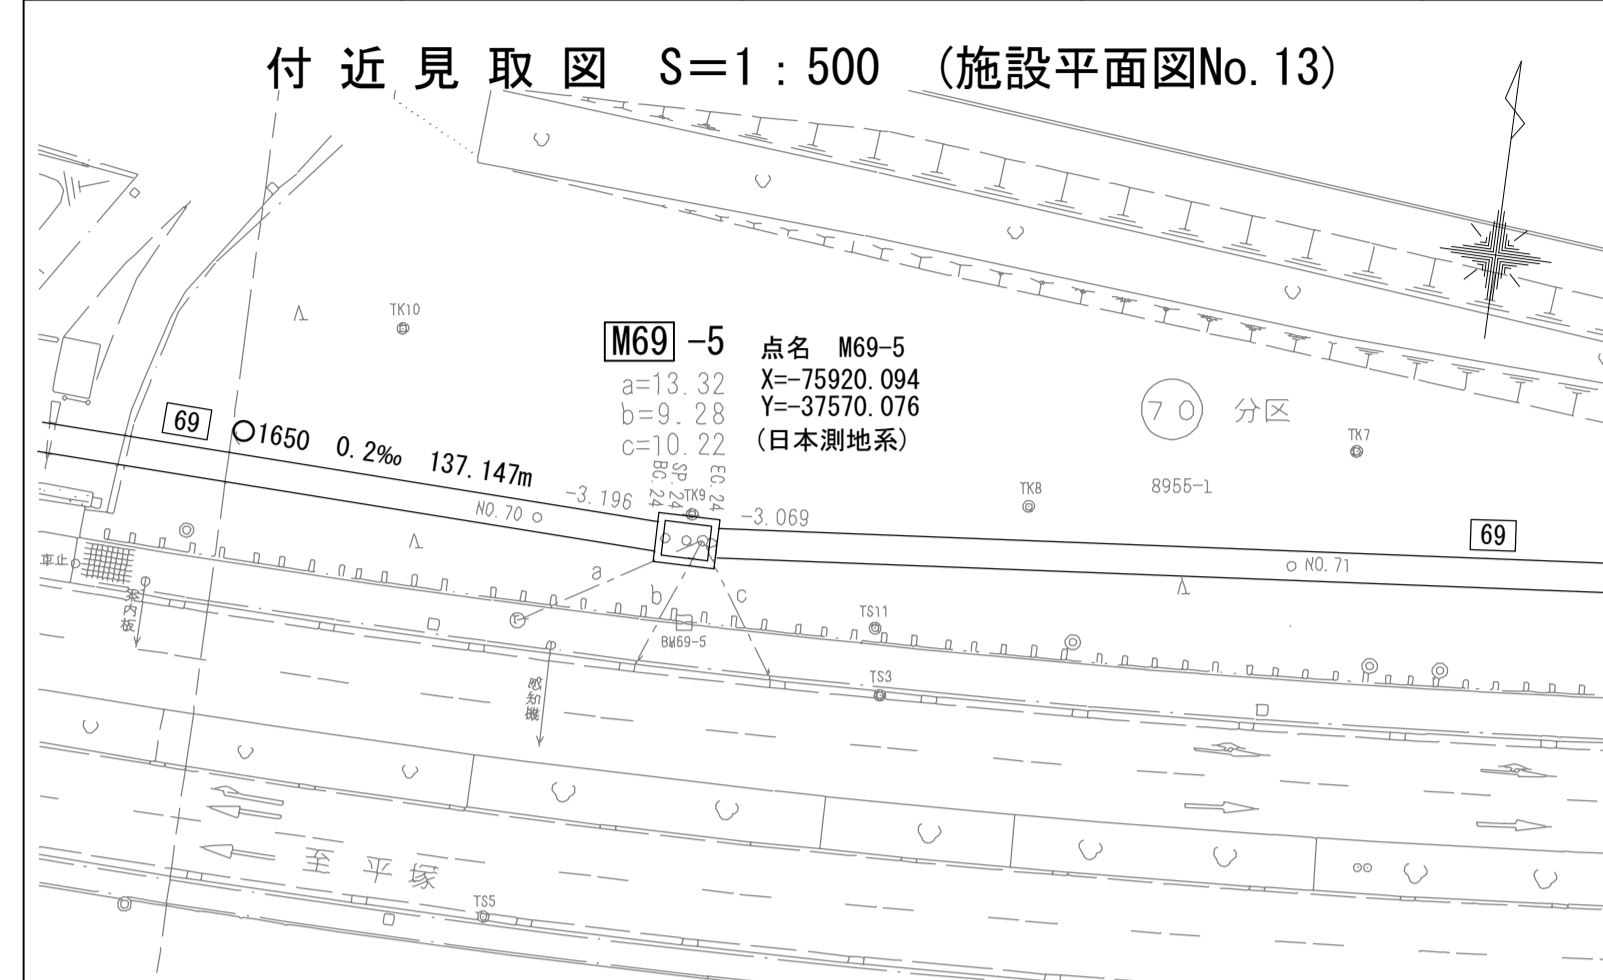 付近見取図 S=1:500 (施設平面図No.13)
TK10
M69 -5
点名 M69-5
a=13.32
X=-75920.094
b=9.28
Y=-37570.076
c=10.22
(日本測地系)
70 分区
69
○1650 0.2‰ 137.147m
TK7
BC.24
SP.24
EC.24
-3.196
TK9
-3.069
TK8
8955-1
NO.70
69
NO.71
車止
a
b
c
案内板
TS11
BM69-5
感知機
TS3
至平塚
TS5